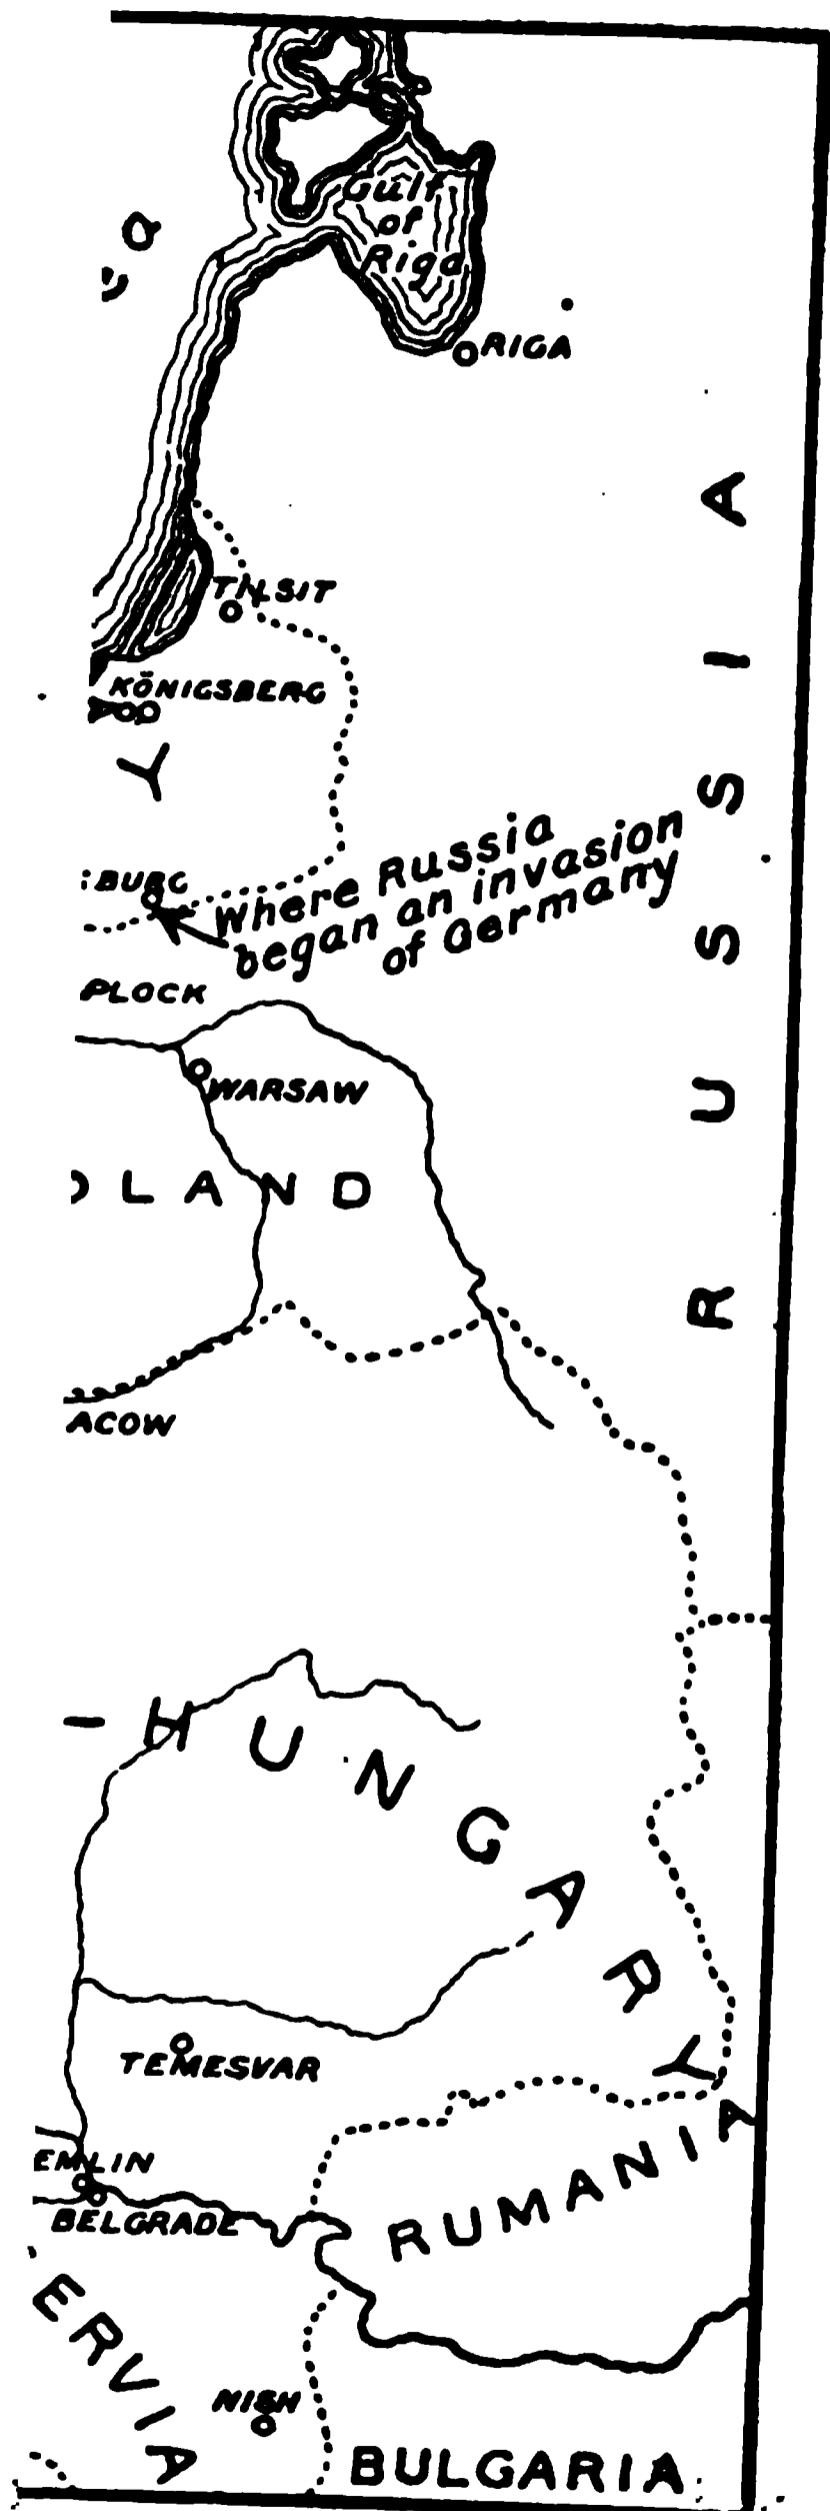 Gulf
of
Riga
RIGA
TILSIT
KÖNIGSBERG
Y
BURG
Where Russia
began an invasion
of Germany
PLOCK
WARSAW
LAND
RUSSIA
ACOW
- HUNGARY
TEMESVAR
EMLIN
BELGRADE
RUMANIA
ERVIA
NISH
BULGARIA